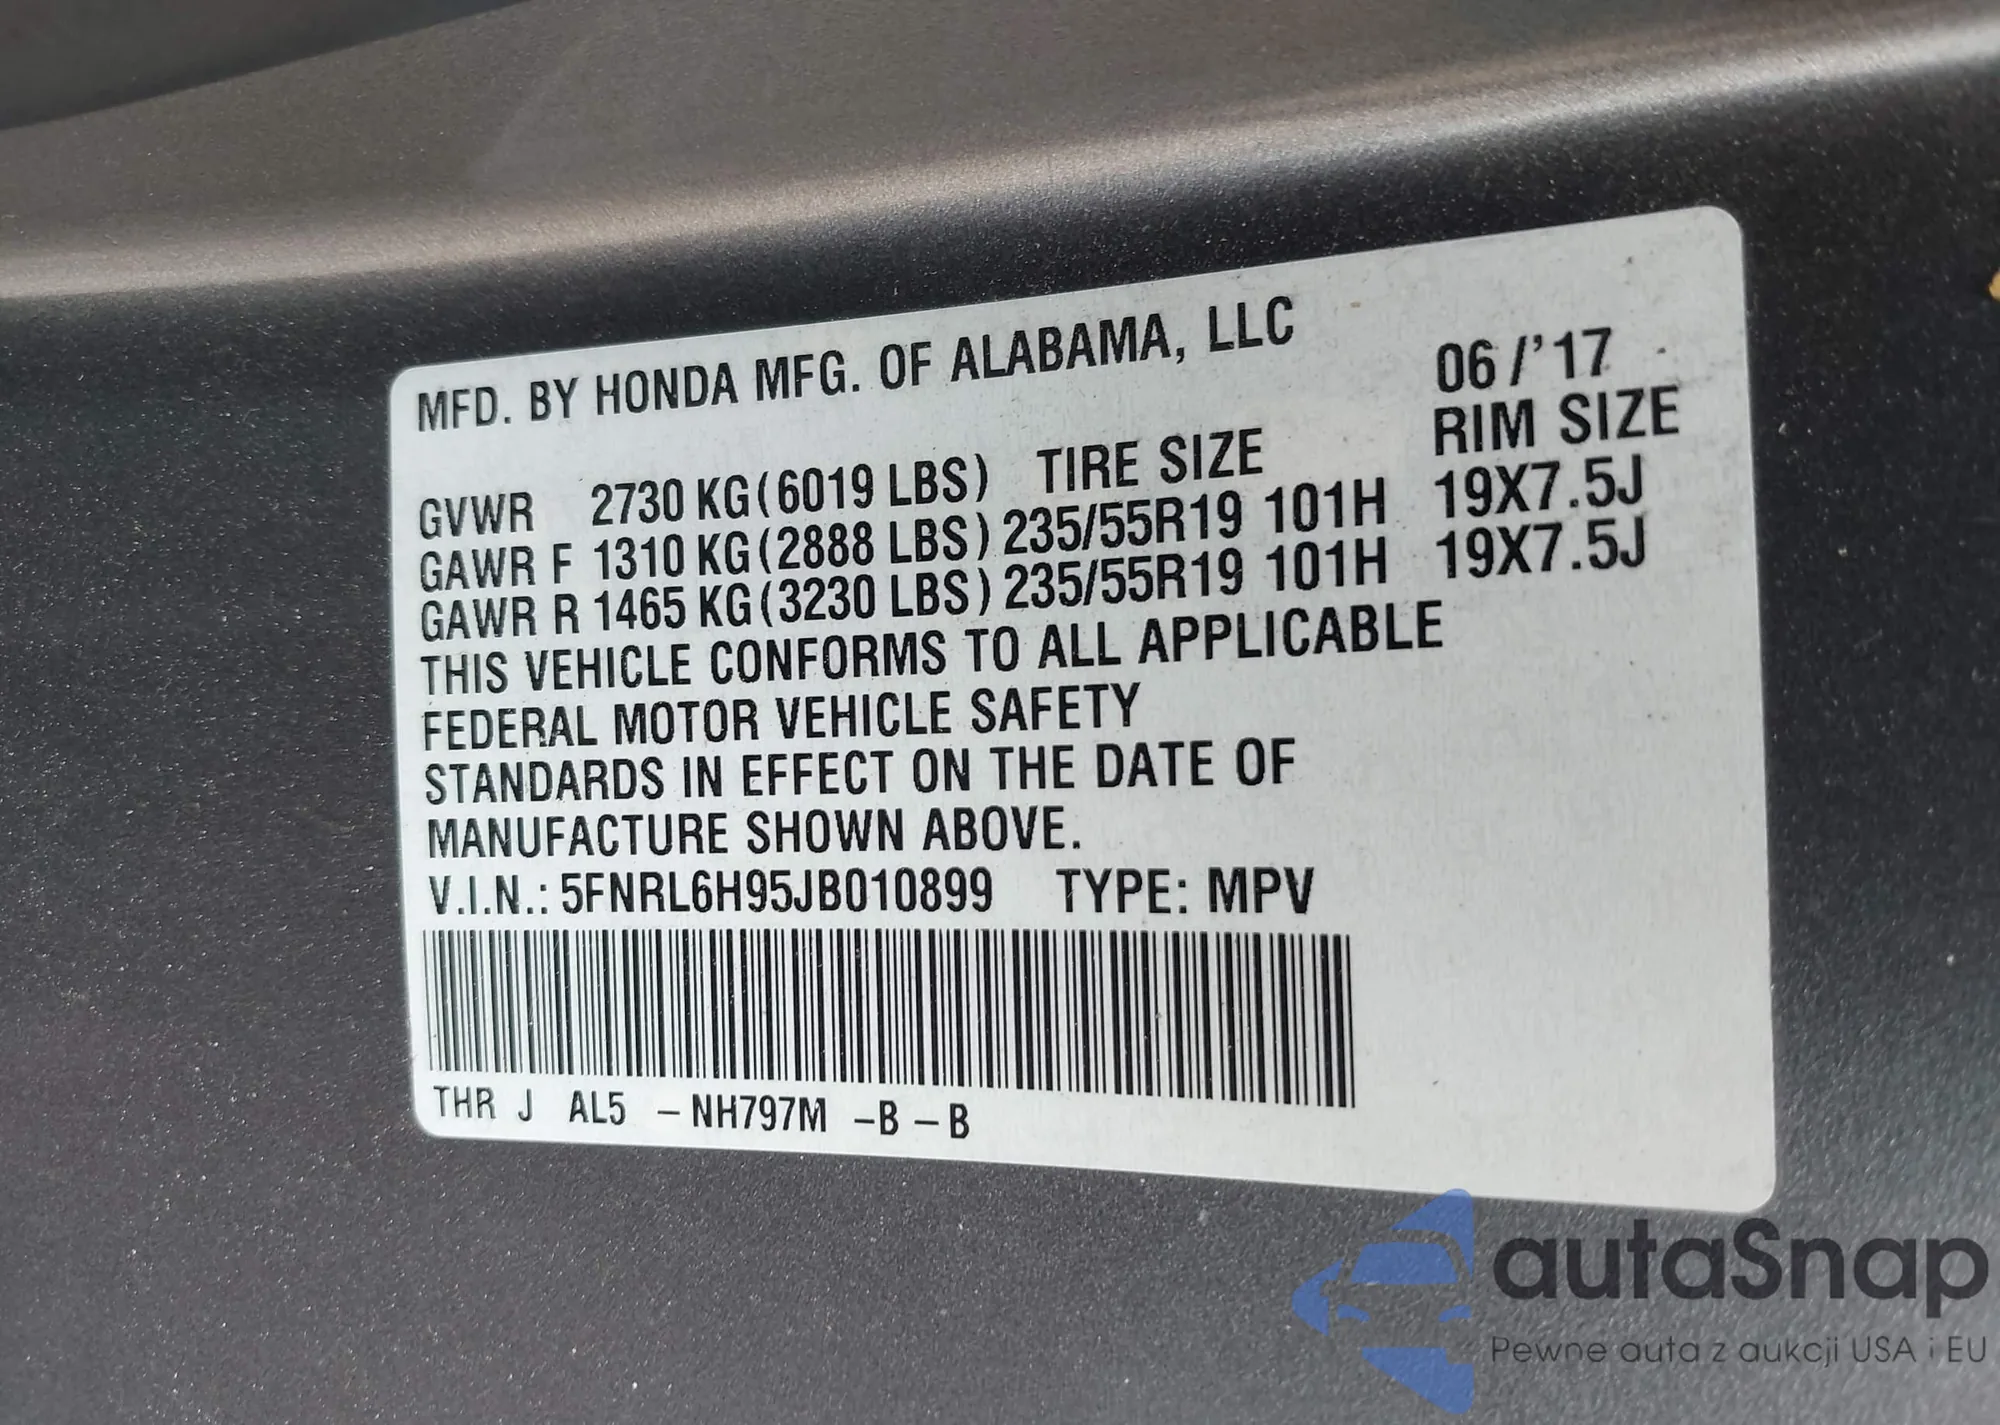 MFD. BY HONDA MFG. OF ALABAMA, LLC 06/'17
GVWR 2730 KG(6019 LBS) TIRE SIZE RIM SIZE
GAWR F 1310 KG(2888 LBS) 235/55R19 101H 19X7.5J
GAWR R 1465 KG(3230 LBS) 235/55R19 101H 19X7.5J
THIS VEHICLE CONFORMS TO ALL APPLICABLE
FEDERAL MOTOR VEHICLE SAFETY
STANDARDS IN EFFECT ON THE DATE OF
MANUFACTURE SHOWN ABOVE.
V.I.N.: 5FNRL6H95JB010899 TYPE: MPV
THR J AL5 -NH797M -B-B
autaSnap
Pewne auta z aukcji USA i EU